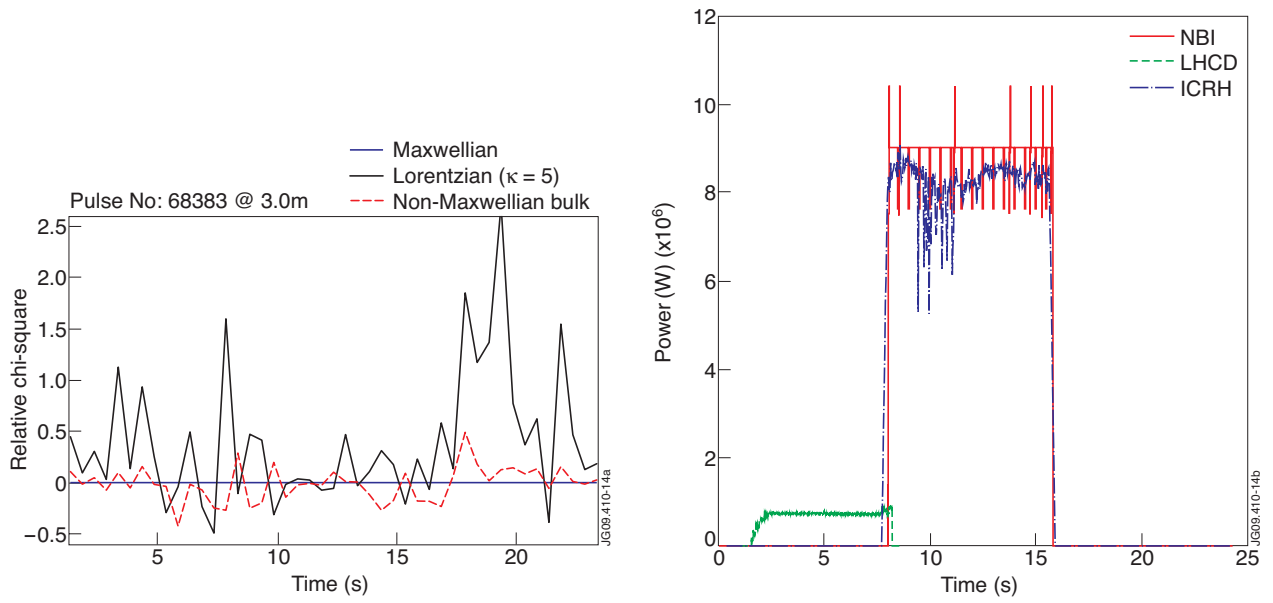 Maxwellian
Lorentzian (κ = 5)
Non-Maxwellian bulk
Pulse No: 68383 @ 3.0m
Relative chi-square
2.5
2.0
1.5
1.0
0.5
0
−0.5
5
10
15
20
Time (s)
JG09.410-14a
NBI
LHCD
ICRH
Power (W) (x10⁶)
12
10
8
6
4
2
0
0
5
10
15
20
25
Time (s)
JG09.410-14b